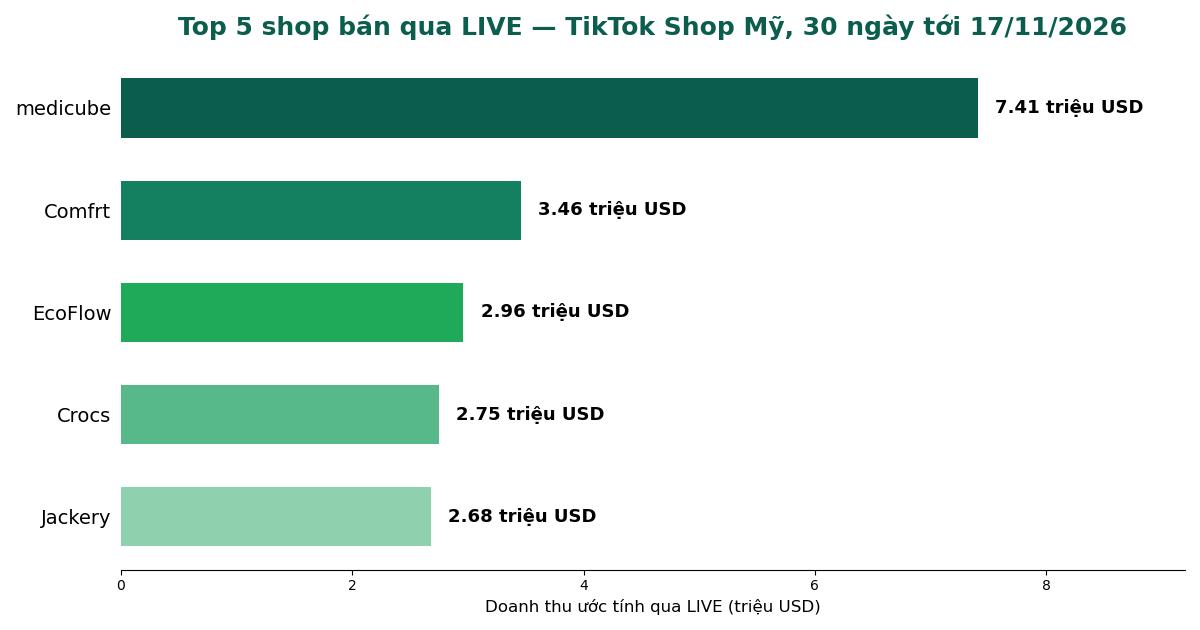 Top 5 shop bán qua LIVE — TikTok Shop Mỹ, 30 ngày tới 17/11/2026
medicube 7.41 triệu USD
Comfrt 3.46 triệu USD
EcoFlow 2.96 triệu USD
Crocs 2.75 triệu USD
Jackery 2.68 triệu USD
0 2 4 6 8
Doanh thu ước tính qua LIVE (triệu USD)